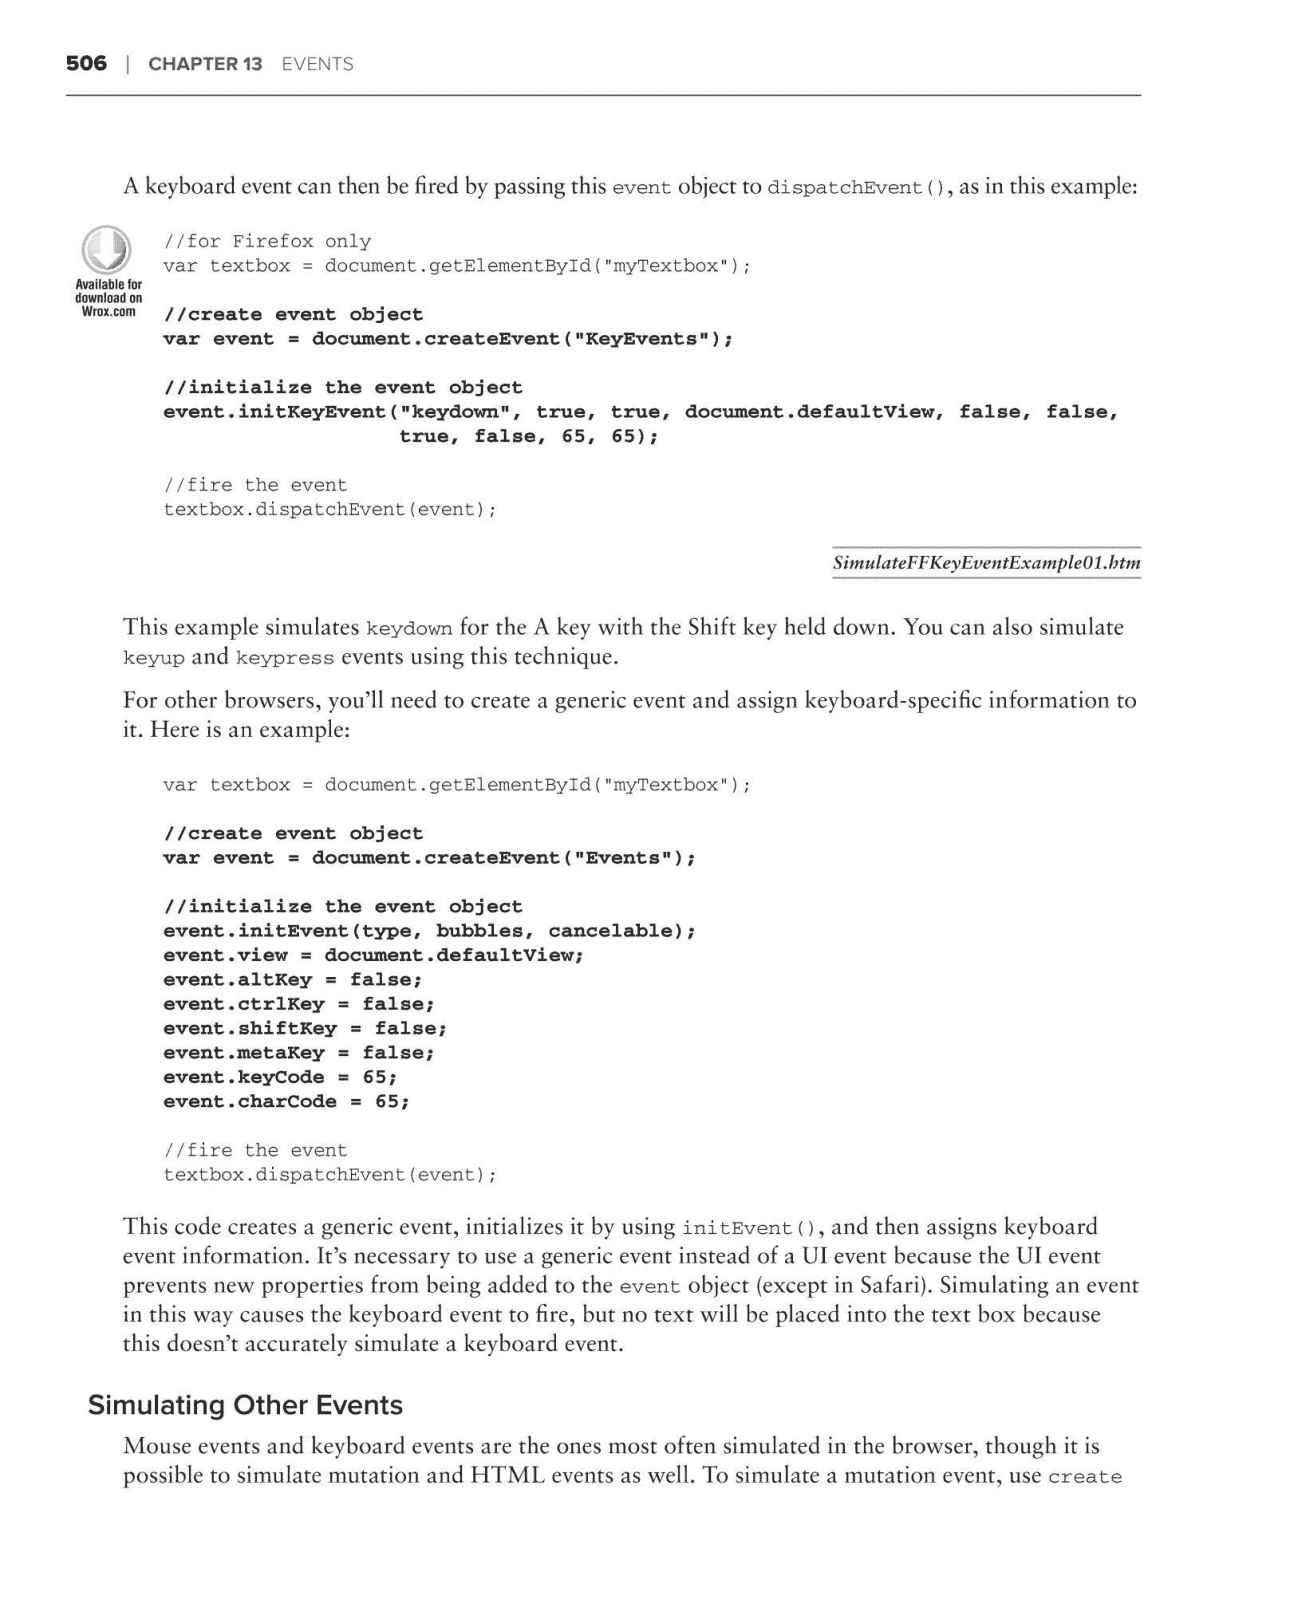 506 | CHAPTER 13 EVENTS
A keyboard event can then be fired by passing this event object to dispatchEvent(), as in this example:
//for Firefox only
var textbox = document.getElementById("myTextbox");
Available for
download on
Wrox.com
//create event object
var event = document.createEvent("KeyEvents");
//initialize the event object
event.initKeyEvent("keydown", true, true, document.defaultView, false, false,
true, false, 65, 65);
//fire the event
textbox.dispatchEvent(event);
SimulateFFKeyEventExample01.htm
This example simulates keydown for the A key with the Shift key held down. You can also simulate
keyup and keypress events using this technique.
For other browsers, you'll need to create a generic event and assign keyboard-specific information to
it. Here is an example:
var textbox = document.getElementById("myTextbox");
//create event object
var event = document.createEvent("Events");
//initialize the event object
event.initEvent(type, bubbles, cancelable);
event.view = document.defaultView;
event.altKey = false;
event.ctrlKey = false;
event.shiftKey = false;
event.metaKey = false;
event.keyCode = 65;
event.charCode = 65;
//fire the event
textbox.dispatchEvent(event);
This code creates a generic event, initializes it by using initEvent(), and then assigns keyboard
event information. It's necessary to use a generic event instead of a UI event because the UI event
prevents new properties from being added to the event object (except in Safari). Simulating an event
in this way causes the keyboard event to fire, but no text will be placed into the text box because
this doesn't accurately simulate a keyboard event.
Simulating Other Events
Mouse events and keyboard events are the ones most often simulated in the browser, though it is
possible to simulate mutation and HTML events as well. To simulate a mutation event, use create